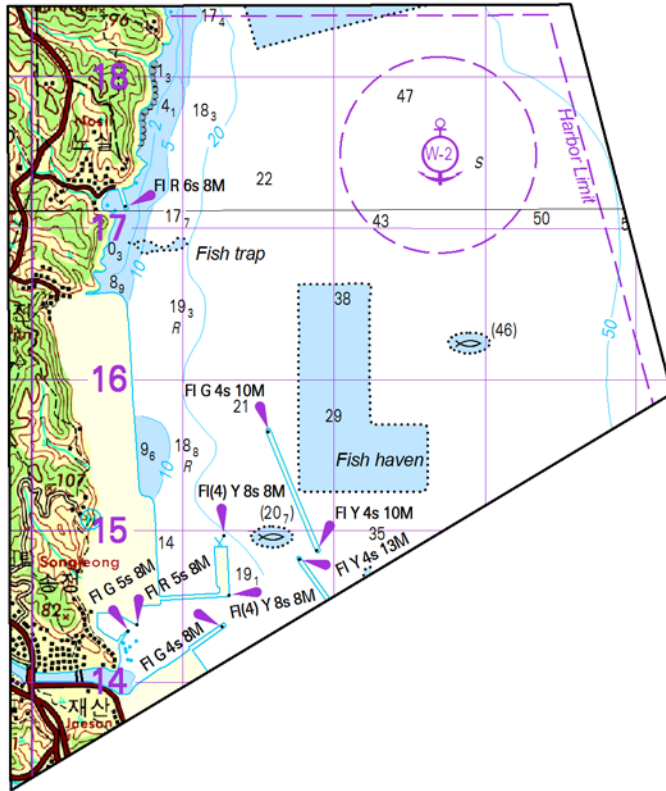 96
17₄
18
1₃
4₁
18₃
47
Nosil
노실
2
5
20
W-2
S
Harbor Limit
Fl R 6s 8M
22
17
17₇
43
50
0₃
10
Fish trap
8₉
19₃
R
38
50
(46)
16
Fl G 4s 10M
21
29
9₆
10
18₈
R
Fish haven
107
Fl(4) Y 8s 8M
(20₇)
Fl Y 4s 10M
15
14
35
Songjeong
송정
Fl Y 4s 13M
19₁
Fl G 5s 8M
Fl R 5s 8M
82
Fl(4) Y 8s 8M
Fl G 4s 8M
14
재산
Jaesan